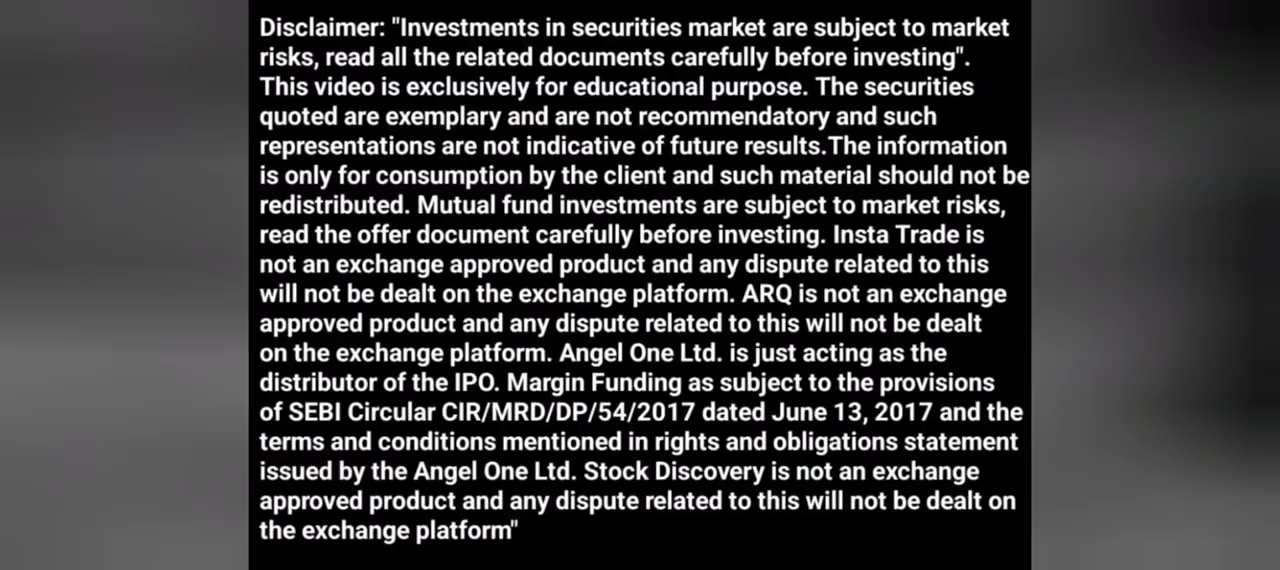 Disclaimer: "Investments in securities market are subject to market
risks, read all the related documents carefully before investing".
This video is exclusively for educational purpose. The securities
quoted are exemplary and are not recommendatory and such
representations are not indicative of future results.The information
is only for consumption by the client and such material should not be
redistributed. Mutual fund investments are subject to market risks,
read the offer document carefully before investing. Insta Trade is
not an exchange approved product and any dispute related to this
will not be dealt on the exchange platform. ARQ is not an exchange
approved product and any dispute related to this will not be dealt
on the exchange platform. Angel One Ltd. is just acting as the
distributor of the IPO. Margin Funding as subject to the provisions
of SEBI Circular CIR/MRD/DP/54/2017 dated June 13, 2017 and the
terms and conditions mentioned in rights and obligations statement
issued by the Angel One Ltd. Stock Discovery is not an exchange
approved product and any dispute related to this will not be dealt on
the exchange platform"